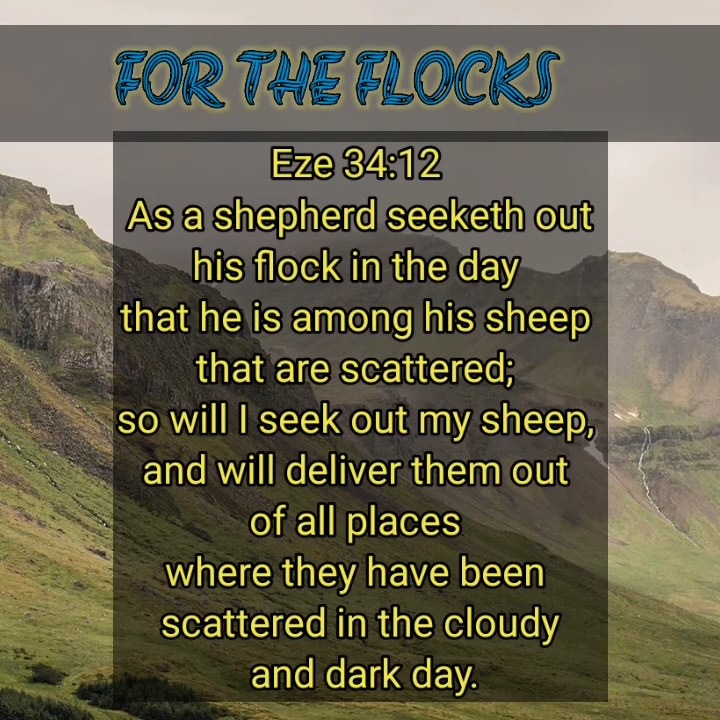 FOR THE FLOCKS
Eze 34:12
As a shepherd seeketh out
his flock in the day
that he is among his sheep
that are scattered;
so will I seek out my sheep,
and will deliver them out
of all places
where they have been
scattered in the cloudy
and dark day.